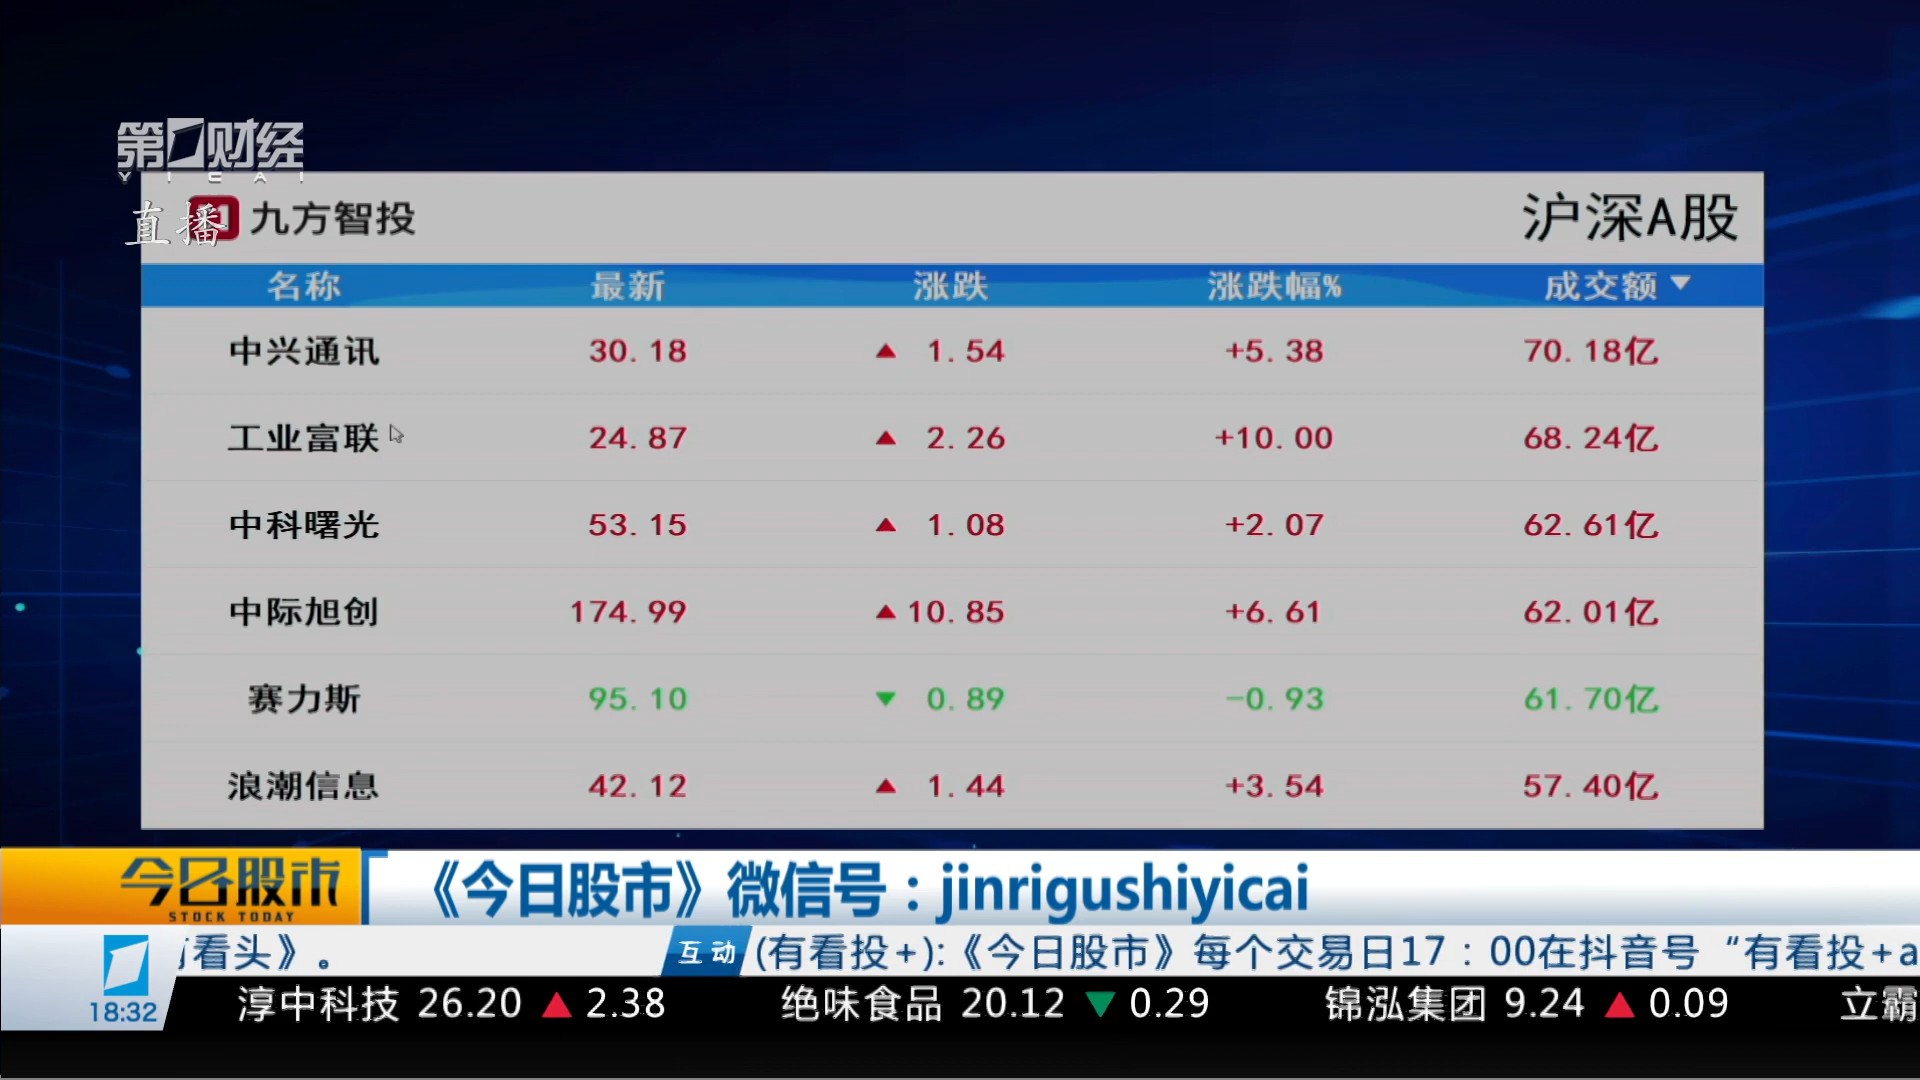 第一财经
YICAI
直播
九方智投
沪深A股
名称 最新 涨跌 涨跌幅% 成交额▼
中兴通讯 30.18 ▲ 1.54 +5.38 70.18亿
工业富联 24.87 ▲ 2.26 +10.00 68.24亿
中科曙光 53.15 ▲ 1.08 +2.07 62.61亿
中际旭创 174.99 ▲ 10.85 +6.61 62.01亿
赛力斯 95.10 ▼ 0.89 -0.93 61.70亿
浪潮信息 42.12 ▲ 1.44 +3.54 57.40亿
今日股市
STOCK TODAY
《今日股市》微信号：jinrigushiyicai
看头》。 互动 (有看投+):《今日股市》每个交易日17：00在抖音号“有看投+a
18:32
淳中科技 26.20 ▲ 2.38 绝味食品 20.12 ▼ 0.29 锦泓集团 9.24 ▲ 0.09 立霸